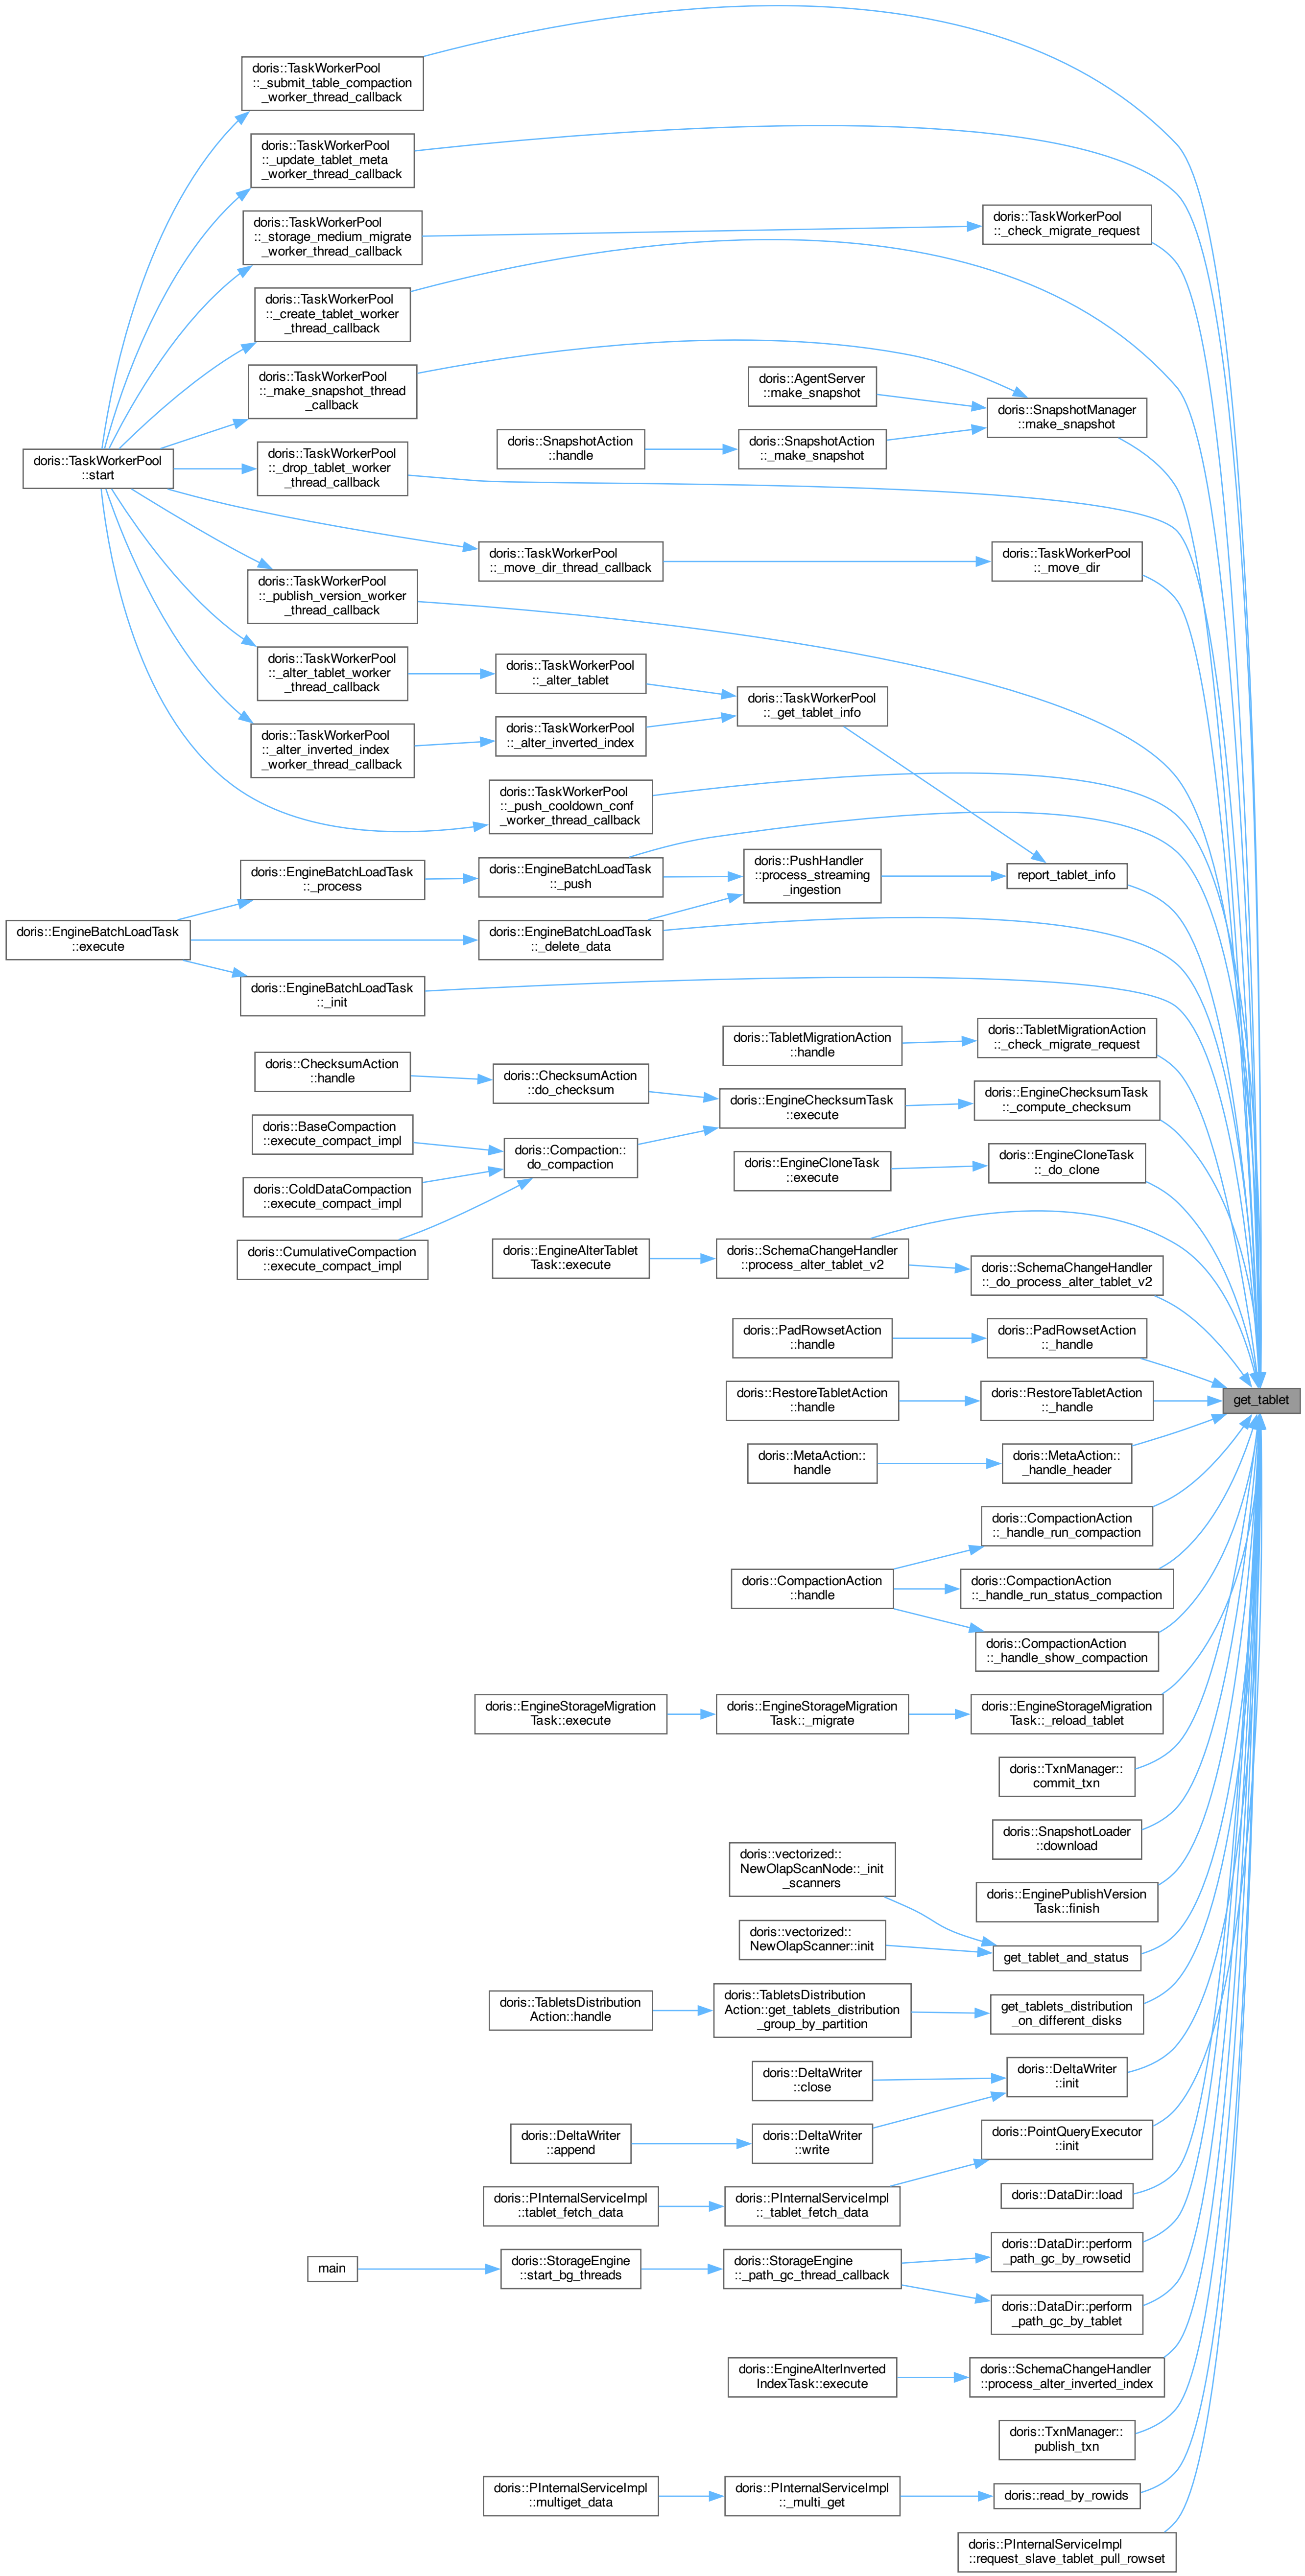 doris::TaskWorkerPool
::_submit_table_compaction
_worker_thread_callback
doris::TaskWorkerPool
::_update_tablet_meta
_worker_thread_callback
doris::TaskWorkerPool
::_storage_medium_migrate
_worker_thread_callback
doris::TaskWorkerPool
::_check_migrate_request
doris::TaskWorkerPool
::_create_tablet_worker
_thread_callback
doris::TaskWorkerPool
::_make_snapshot_thread
_callback
doris::AgentServer
::make_snapshot
doris::SnapshotManager
::make_snapshot
doris::SnapshotAction
::handle
doris::SnapshotAction
::_make_snapshot
doris::TaskWorkerPool
::start
doris::TaskWorkerPool
::_drop_tablet_worker
_thread_callback
doris::TaskWorkerPool
::_move_dir_thread_callback
doris::TaskWorkerPool
::_move_dir
doris::TaskWorkerPool
::_publish_version_worker
_thread_callback
doris::TaskWorkerPool
::_alter_tablet_worker
_thread_callback
doris::TaskWorkerPool
::_alter_tablet
doris::TaskWorkerPool
::_get_tablet_info
doris::TaskWorkerPool
::_alter_inverted_index
_worker_thread_callback
doris::TaskWorkerPool
::_alter_inverted_index
doris::TaskWorkerPool
::_push_cooldown_conf
_worker_thread_callback
doris::EngineBatchLoadTask
::_process
doris::EngineBatchLoadTask
::_push
doris::PushHandler
::process_streaming
_ingestion
report_tablet_info
doris::EngineBatchLoadTask
::execute
doris::EngineBatchLoadTask
::_delete_data
doris::EngineBatchLoadTask
::_init
doris::TabletMigrationAction
::handle
doris::TabletMigrationAction
::_check_migrate_request
doris::ChecksumAction
::handle
doris::ChecksumAction
::do_checksum
doris::EngineChecksumTask
::execute
doris::EngineChecksumTask
::_compute_checksum
doris::BaseCompaction
::execute_compact_impl
doris::Compaction::
do_compaction
doris::EngineCloneTask
::execute
doris::EngineCloneTask
::_do_clone
doris::ColdDataCompaction
::execute_compact_impl
doris::CumulativeCompaction
::execute_compact_impl
doris::EngineAlterTablet
Task::execute
doris::SchemaChangeHandler
::process_alter_tablet_v2
doris::SchemaChangeHandler
::_do_process_alter_tablet_v2
doris::PadRowsetAction
::handle
doris::PadRowsetAction
::_handle
get_tablet
doris::RestoreTabletAction
::handle
doris::RestoreTabletAction
::_handle
doris::MetaAction::
handle
doris::MetaAction::
_handle_header
doris::CompactionAction
::_handle_run_compaction
doris::CompactionAction
::handle
doris::CompactionAction
::_handle_run_status_compaction
doris::CompactionAction
::_handle_show_compaction
doris::EngineStorageMigration
Task::execute
doris::EngineStorageMigration
Task::_migrate
doris::EngineStorageMigration
Task::_reload_tablet
doris::TxnManager::
commit_txn
doris::SnapshotLoader
::download
doris::vectorized::
NewOlapScanNode::_init
_scanners
doris::EnginePublishVersion
Task::finish
doris::vectorized::
NewOlapScanner::init
get_tablet_and_status
doris::TabletsDistribution
Action::handle
doris::TabletsDistribution
Action::get_tablets_distribution
_group_by_partition
get_tablets_distribution
_on_different_disks
doris::DeltaWriter
::close
doris::DeltaWriter
::init
doris::DeltaWriter
::append
doris::DeltaWriter
::write
doris::PointQueryExecutor
::init
doris::PInternalServiceImpl
::tablet_fetch_data
doris::PInternalServiceImpl
::_tablet_fetch_data
doris::DataDir::load
main
doris::StorageEngine
::start_bg_threads
doris::StorageEngine
::_path_gc_thread_callback
doris::DataDir::perform
_path_gc_by_rowsetid
doris::DataDir::perform
_path_gc_by_tablet
doris::EngineAlterInverted
IndexTask::execute
doris::SchemaChangeHandler
::process_alter_inverted_index
doris::TxnManager::
publish_txn
doris::PInternalServiceImpl
::multiget_data
doris::PInternalServiceImpl
::_multi_get
doris::read_by_rowids
doris::PInternalServiceImpl
::request_slave_tablet_pull_rowset